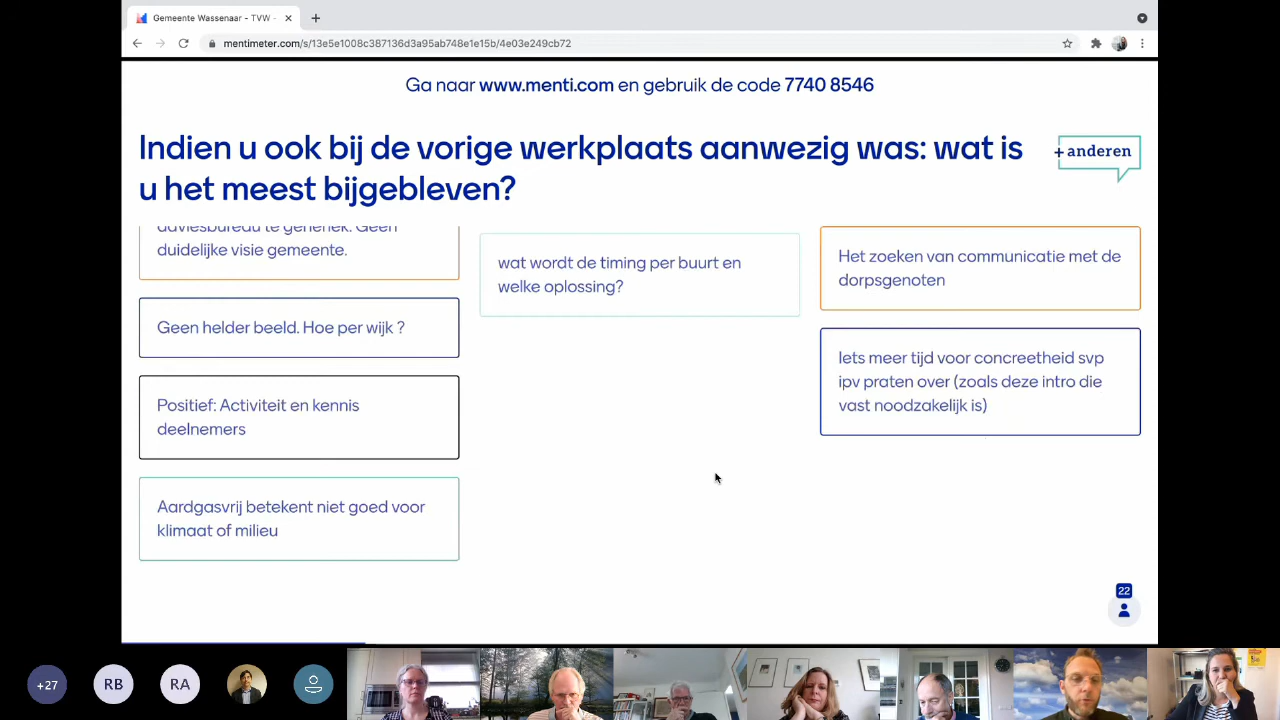 Gemeente Wassenaar - TVW -
mentimeter.com/s/13e5e1008c387136d3a95ab748e1e15b/4e03e249cb72
Ga naar www.menti.com en gebruik de code 7740 8546
Indien u ook bij de vorige werkplaats aanwezig was: wat is
u het meest bijgebleven?
+anderen
adviesbureau te generiek. Geen
duidelijke visie gemeente.
Geen helder beeld. Hoe per wijk ?
Positief: Activiteit en kennis
deelnemers
Aardgasvrij betekent niet goed voor
klimaat of milieu
wat wordt de timing per buurt en
welke oplossing?
Het zoeken van communicatie met de
dorpsgenoten
Iets meer tijd voor concreetheid svp
ipv praten over (zoals deze intro die
vast noodzakelijk is)
22
+27
RB
RA